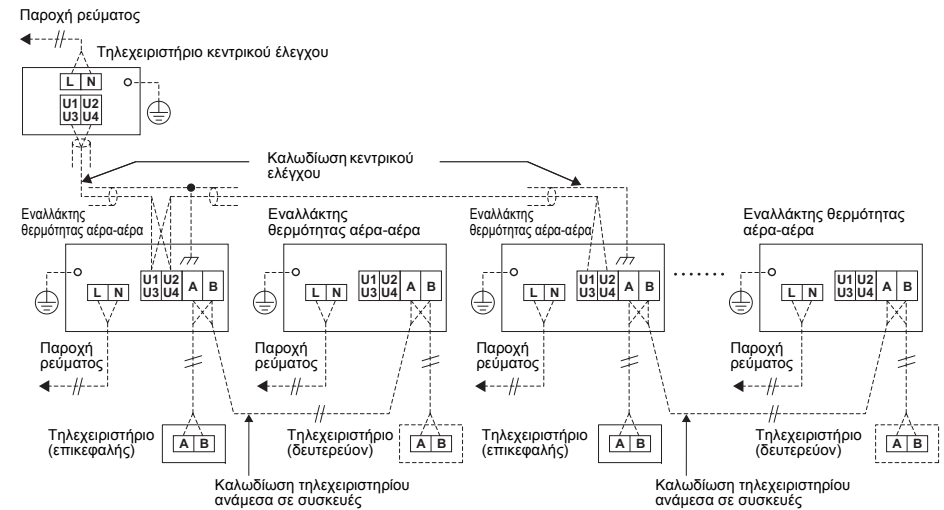 Παροχή ρεύματος
Τηλεχειριστήριο κεντρικού έλεγχου
L N
U1 U2
U3 U4
Καλωδίωση κεντρικού
ελέγχου
Εναλλάκτης
θερμότητας αέρα-αέρα
Εναλλάκτης
θερμότητας αέρα-αέρα
Εναλλάκτης
θερμότητας αέρα-αέρα
Εναλλάκτης θερμότητας
αέρα-αέρα
L N
U1 U2
U3 U4
A B
L N
U1 U2
U3 U4
A B
L N
U1 U2
U3 U4
A B
L N
U1 U2
U3 U4
A B
Παροχή
ρεύματος
Παροχή
ρεύματος
Παροχή
ρεύματος
Παροχή
ρεύματος
Τηλεχειριστήριο
(επικεφαλής)
A B
Τηλεχειριστήριο
(δευτερεύον)
A B
Τηλεχειριστήριο
(επικεφαλής)
A B
Τηλεχειριστήριο
(δευτερεύον)
A B
Καλωδίωση τηλεχειριστηρίου
ανάμεσα σε συσκευές
Καλωδίωση τηλεχειριστηρίου
ανάμεσα σε συσκευές